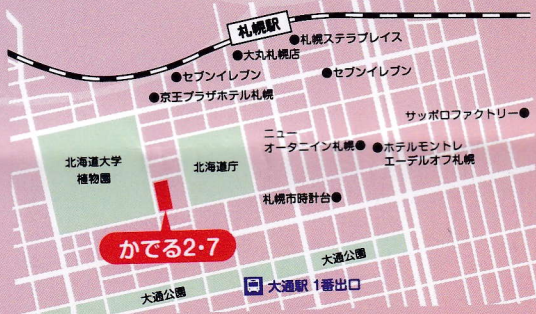 札幌駅
札幌ステラプレイス
大丸札幌店
セブンイレブン
セブンイレブン
京王プラザホテル札幌
サッポロファクトリー
ニュー
オータニイン札幌
ホテルモントレ
エーデルオフ札幌
北海道大学
植物園
北海道庁
札幌市時計台
かでる2・7
大通公園
大通公園
大通駅 1番出口